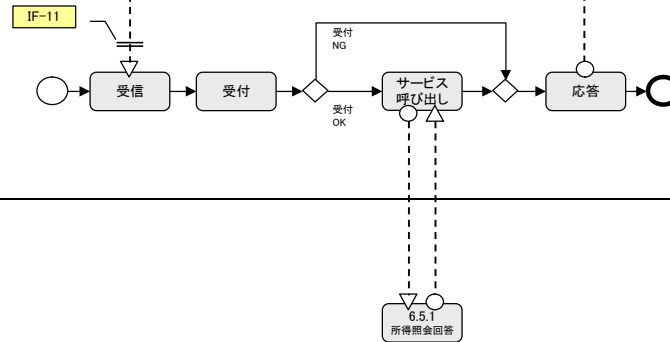 IF-11
受付
NG
受信
受付
サービス
呼び出し
応答
受付
OK
6.5.1
所得照会回答